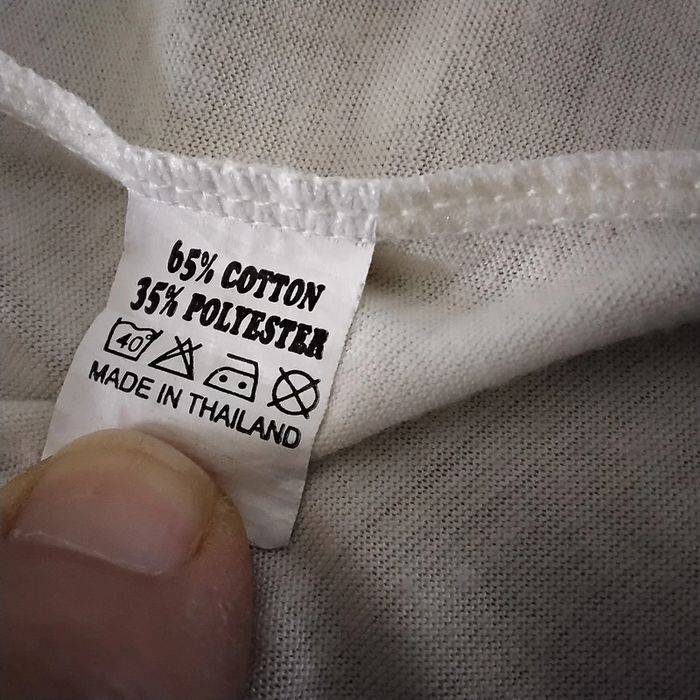 65% COTTON
35% POLYESTER
40°
MADE IN THAILAND